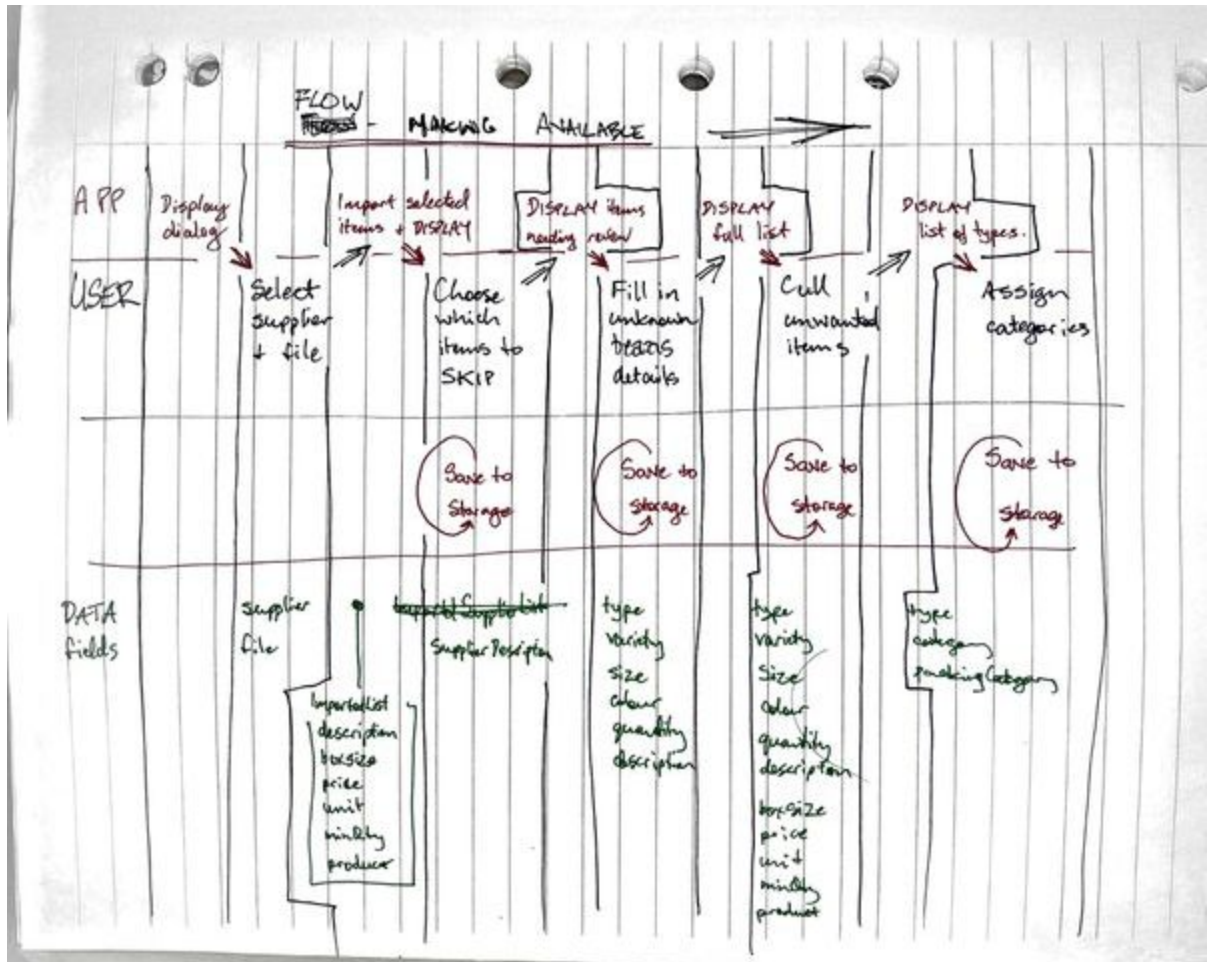 FLOW
MAKING AVAILABLE
APP
Display
dialog
Import selected
items + DISPLAY
DISPLAY items
needing review
DISPLAY
full list
DISPLAY
list of types.
USER
Select
supplier
+ file
Choose
which
items to
SKIP
Fill in
unknown
details
Cull
unwanted
items
Assign
categories
Save to
storage
Save to
storage
Save to
storage
Save to
storage
DATA
fields
supplier
file
ImportedList
description
boxsize
price
unit
minQty
producer
type
variety
size
colour
quantity
description
type
variety
size
colour
quantity
description
boxsize
price
unit
minQty
product
type
category